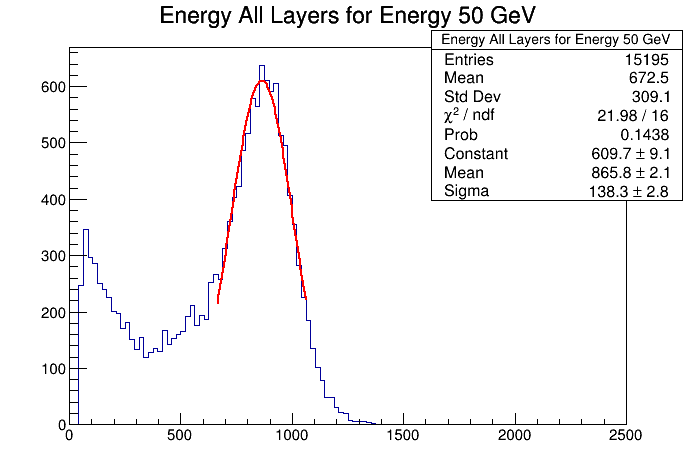 Energy All Layers for Energy 50 GeV
Energy All Layers for Energy 50 GeV
Entries 15195
Mean 672.5
Std Dev 309.1
χ² / ndf 21.98 / 16
Prob 0.1438
Constant 609.7 ± 9.1
Mean 865.8 ± 2.1
Sigma 138.3 ± 2.8
600
500
400
300
200
100
0
0 500 1000 1500 2000 2500